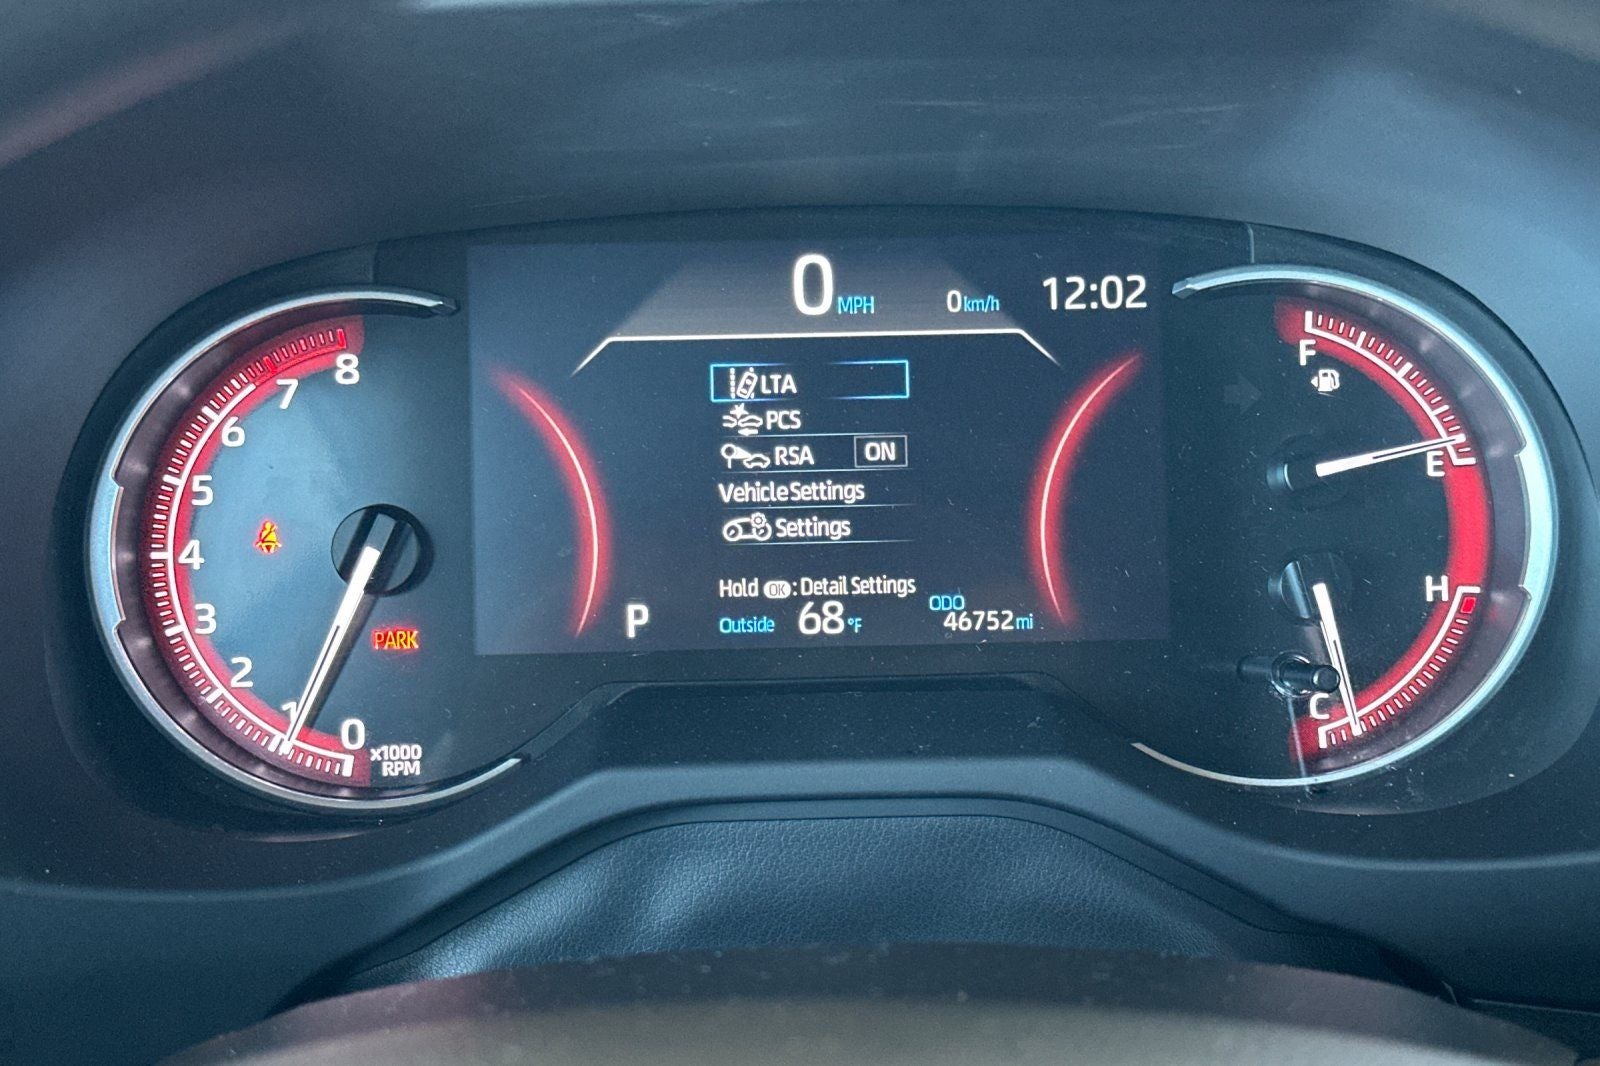 0 MPH 0 km/h 12:02
LTA
PCS
RSA ON
Vehicle Settings
Settings
Hold OK : Detail Settings
P Outside 68 °F ODO 46752 mi
8
7
6
5
4
3
2
1
0
x1000
RPM
PARK
F
E
H
C